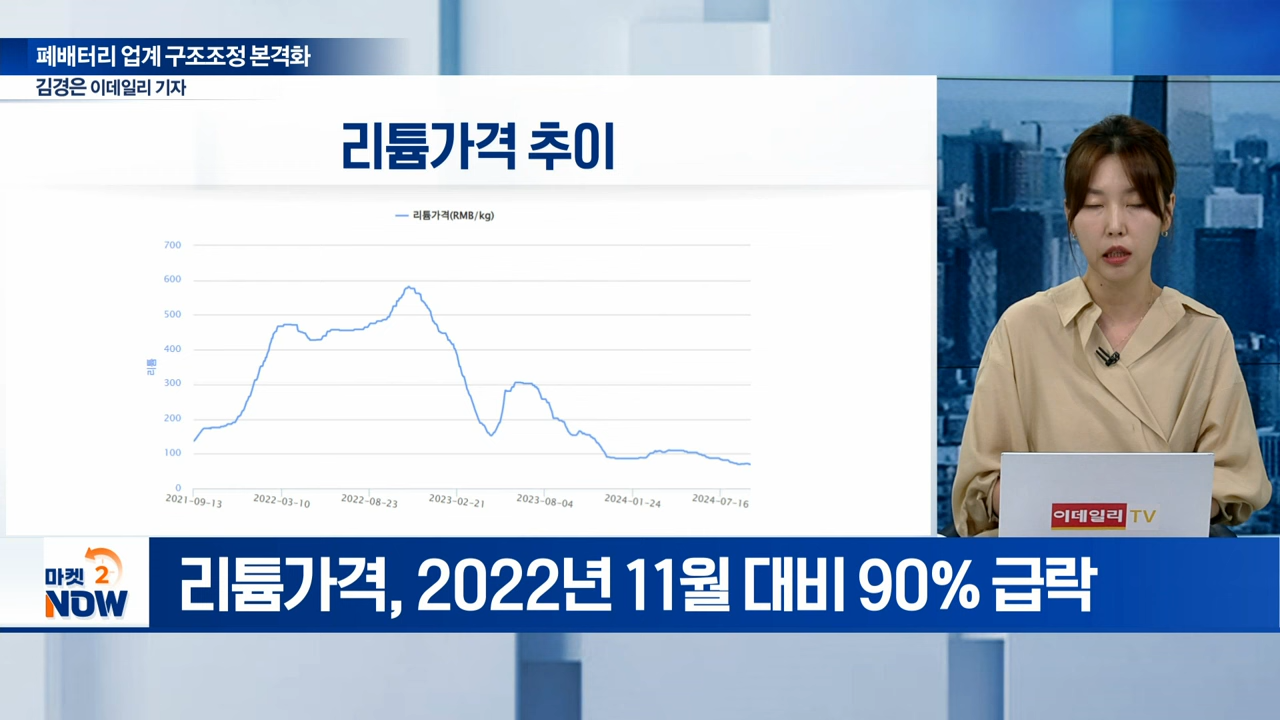 폐배터리 업계 구조조정 본격화
김경은 이데일리 기자
리튬가격 추이
리튬가격(RMB/kg)
700
600
500
400
300
200
100
0
리튬
2021-09-13
2022-03-10
2022-08-23
2023-02-21
2023-08-04
2024-01-24
2024-07-16
이데일리 TV
마켓 2
NOW
리튬가격, 2022년 11월 대비 90% 급락